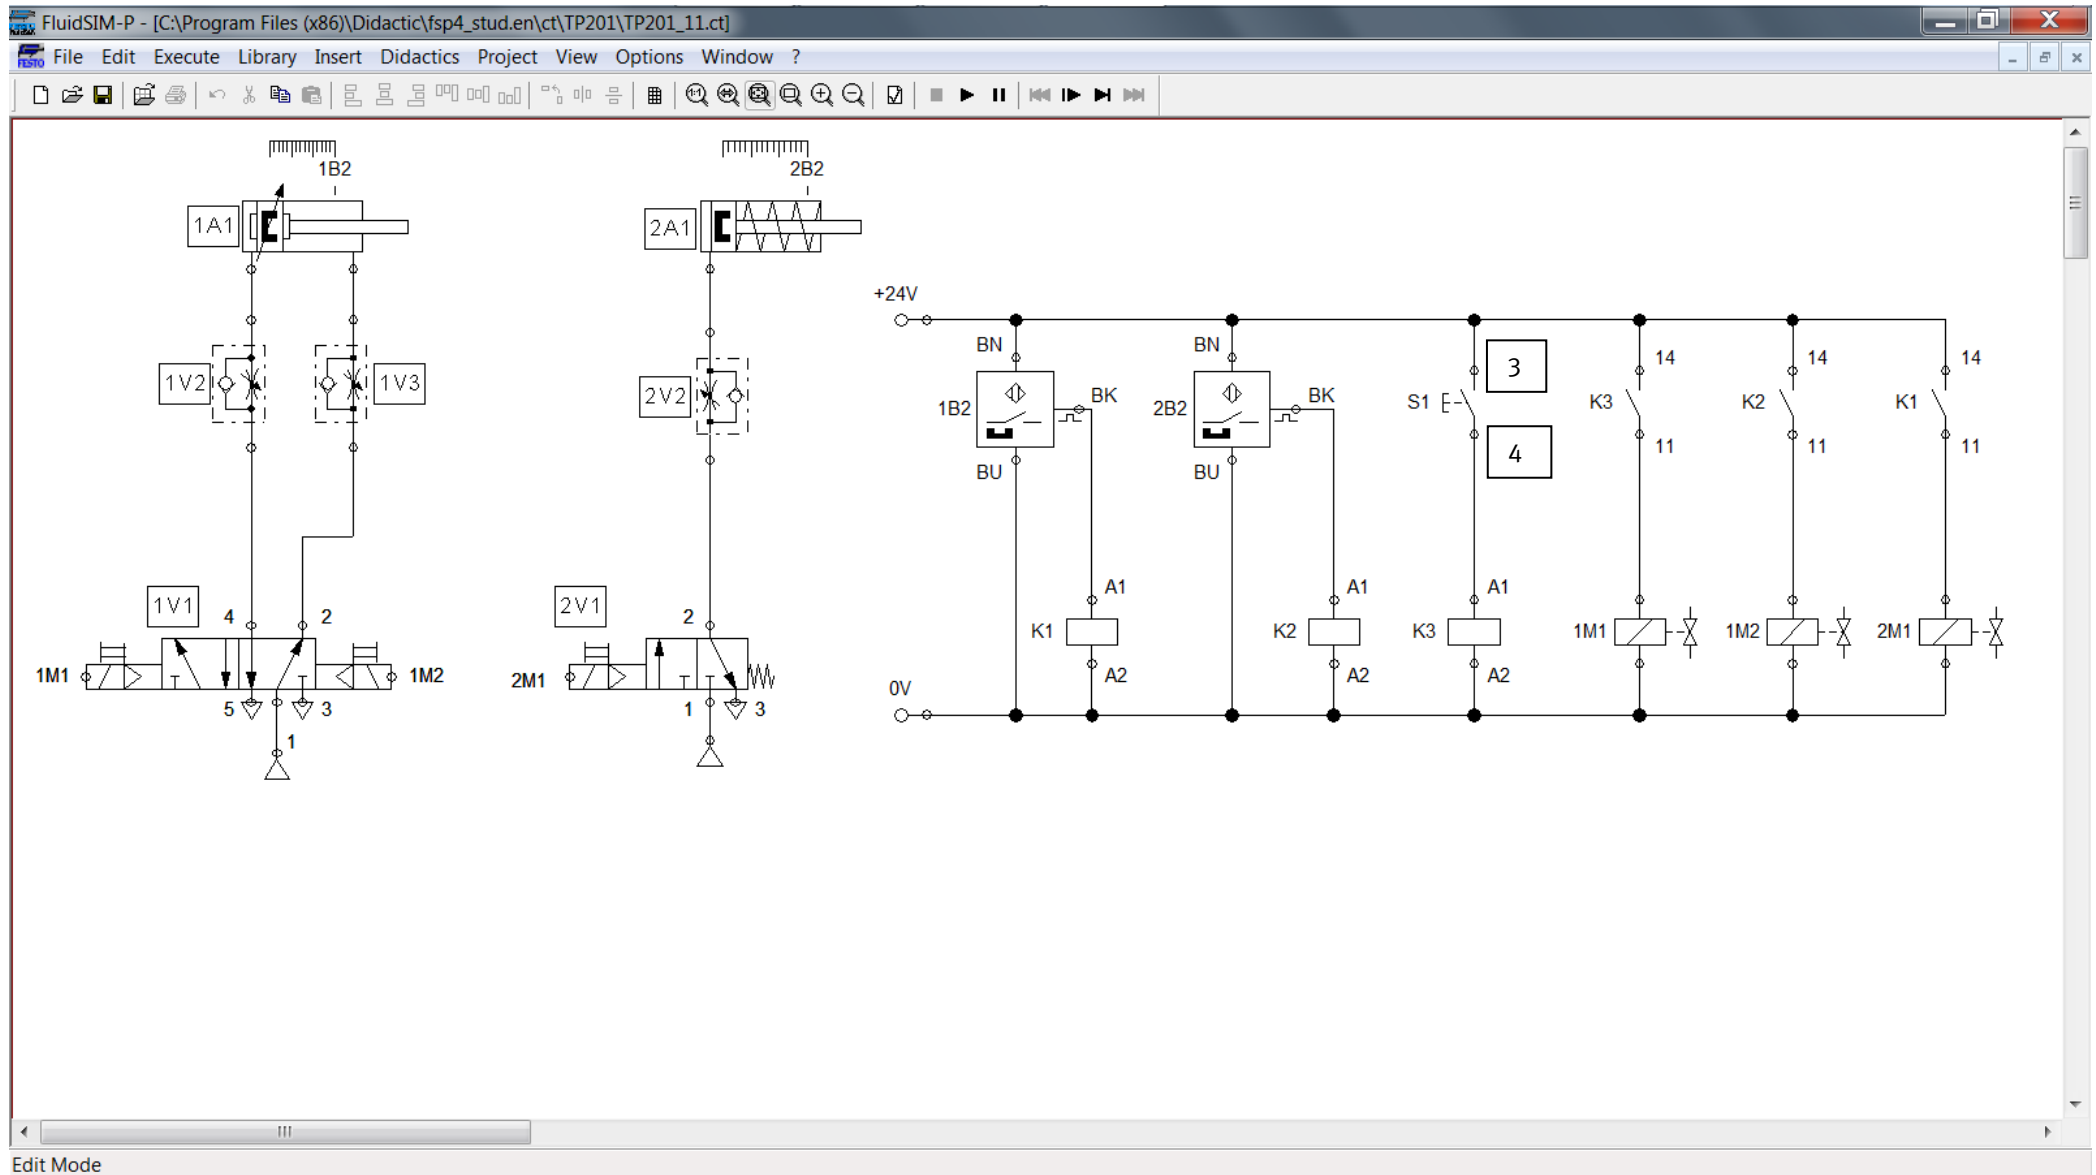 FluidSIM-P - [C:\Program Files (x86)\Didactic\fsp4_stud.en\ct\TP201\TP201_11.ct]
FESTO File Edit Execute Library Insert Didactics Project View Options Window ?
1B2 2B2
1A1 2A1
+24V
BN BN 3 14 14 14
1V2 1V3 2V2 1B2 BK 2B2 BK S1 K3 K2 K1
BU BU 4 11 11 11
1V1 2V1 A1 A1 A1
4 2 2 K1 K2 K3 1M1 1M2 2M1
1M1 1M2 2M1 A2 A2 A2
5 3 1 3 0V
1
Edit Mode